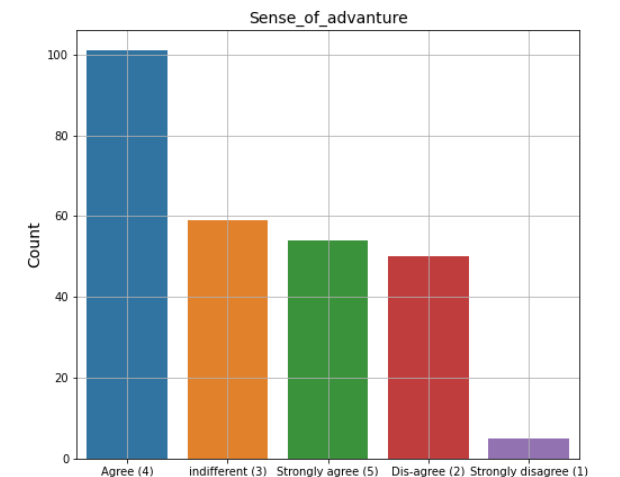 Sense_of_advanture
100
80
60
40
20
0
Count
Agree (4) indifferent (3) Strongly agree (5) Dis-agree (2) Strongly disagree (1)